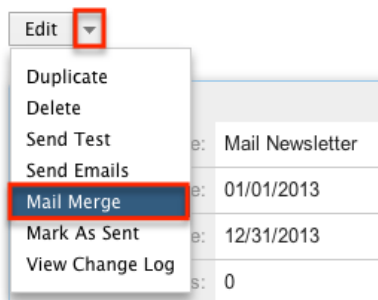 Edit
Duplicate
Delete
Send Test
Send Emails
e: Mail Newsletter
Mail Merge
e: 01/01/2013
Mark As Sent
e: 12/31/2013
View Change Log
s: 0